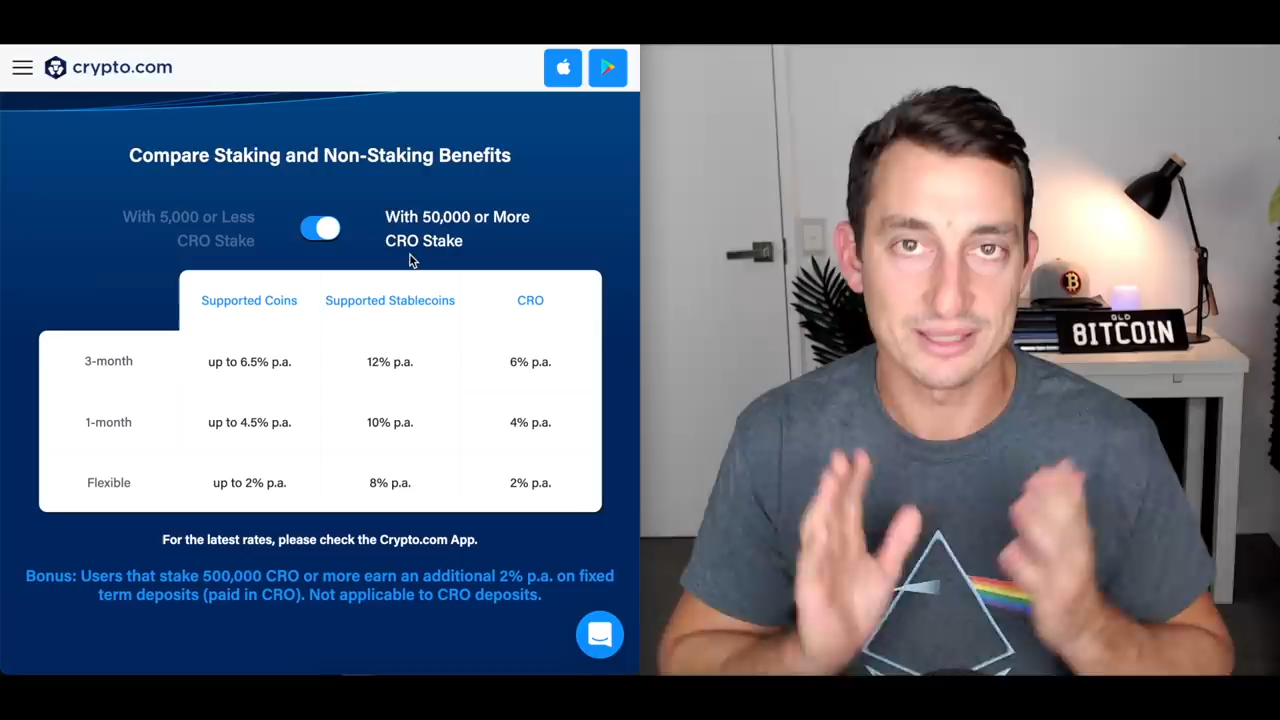 crypto.com
Compare Staking and Non-Staking Benefits
With 5,000 or Less
CRO Stake
With 50,000 or More
CRO Stake
Supported Coins
Supported Stablecoins
CRO
3-month
up to 6.5% p.a.
12% p.a.
6% p.a.
1-month
up to 4.5% p.a.
10% p.a.
4% p.a.
Flexible
up to 2% p.a.
8% p.a.
2% p.a.
For the latest rates, please check the Crypto.com App.
Bonus: Users that stake 500,000 CRO or more earn an additional 2% p.a. on fixed
term deposits (paid in CRO). Not applicable to CRO deposits.
QLD
8ITCOIN